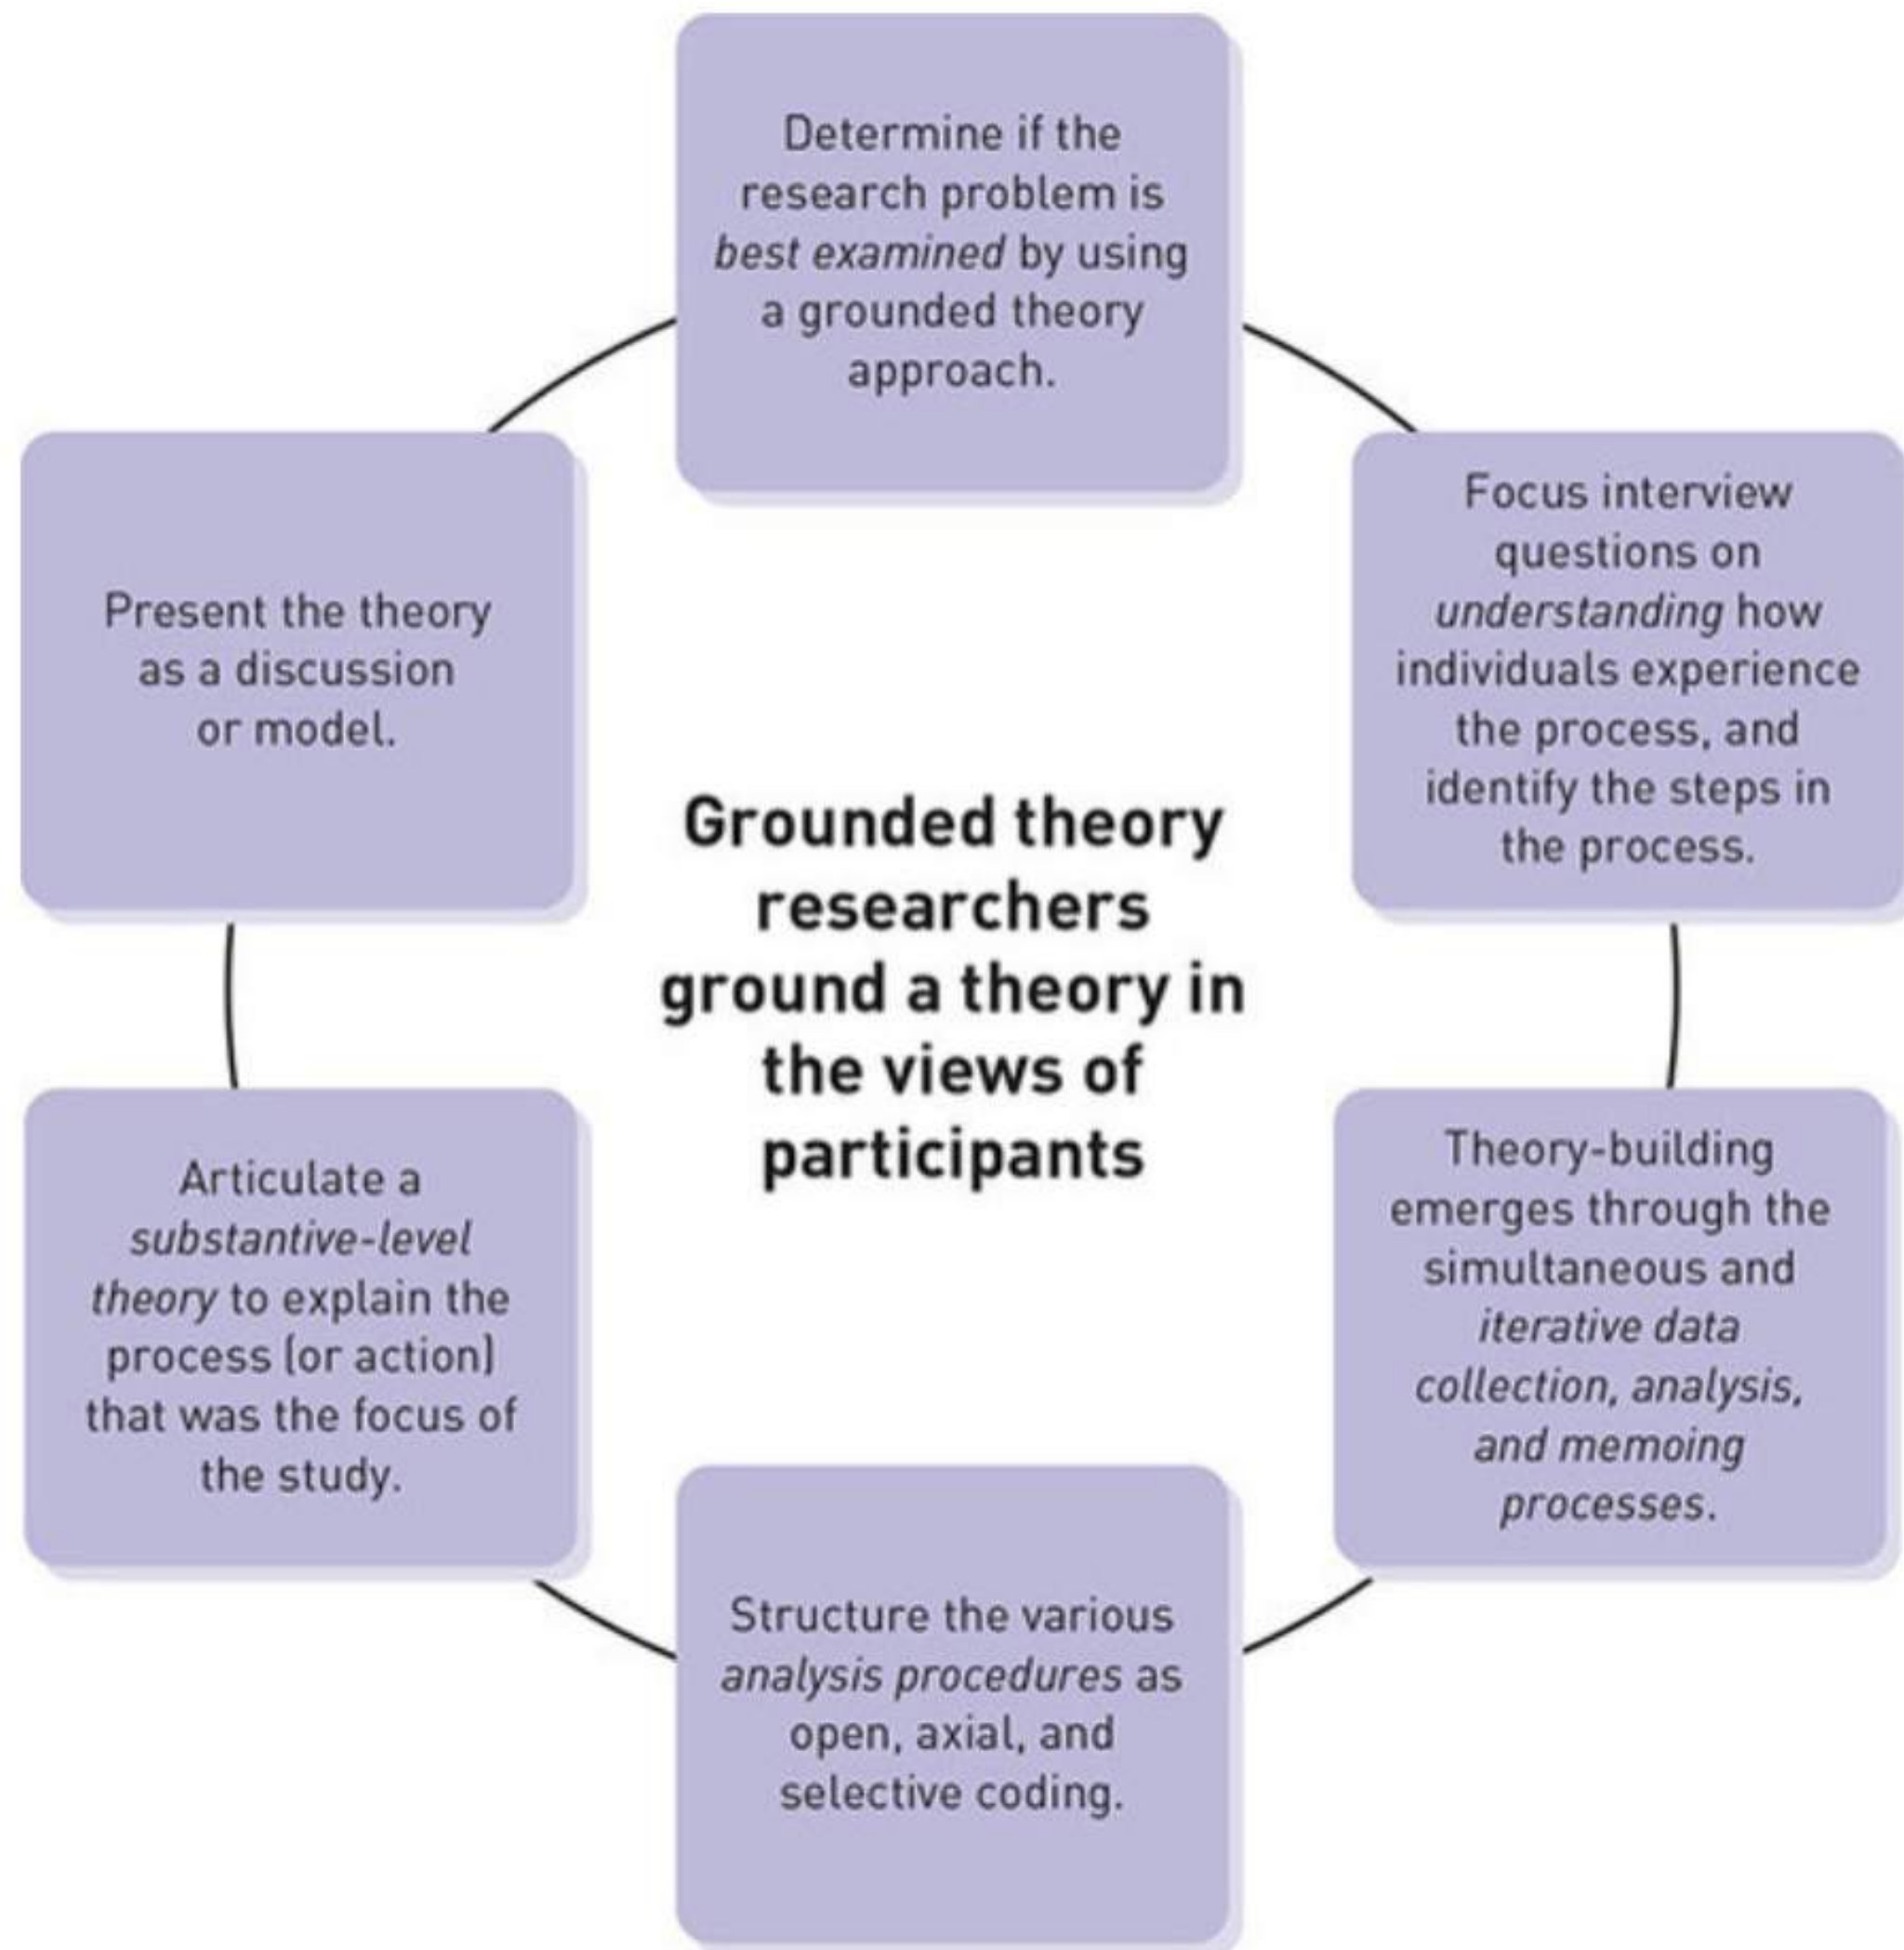 Determine if the
research problem is
best examined by using
a grounded theory
approach.
Focus interview
questions on
understanding how
individuals experience
the process, and
identify the steps in
the process.
Theory-building
emerges through the
simultaneous and
iterative data
collection, analysis,
and memoing
processes.
Structure the various
analysis procedures as
open, axial, and
selective coding.
Articulate a
substantive-level
theory to explain the
process (or action)
that was the focus of
the study.
Present the theory
as a discussion
or model.
Grounded theory
researchers
ground a theory in
the views of
participants